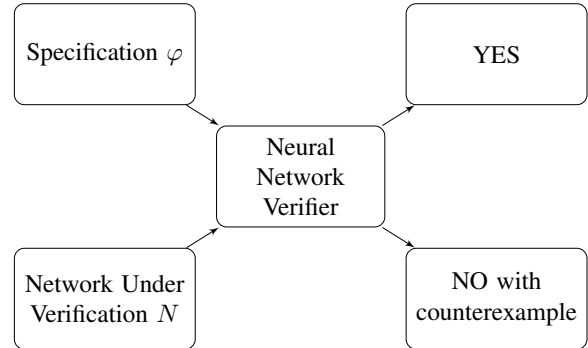 Specification φ
YES
Neural
Network
Verifier
Network Under
Verification N
NO with
counterexample